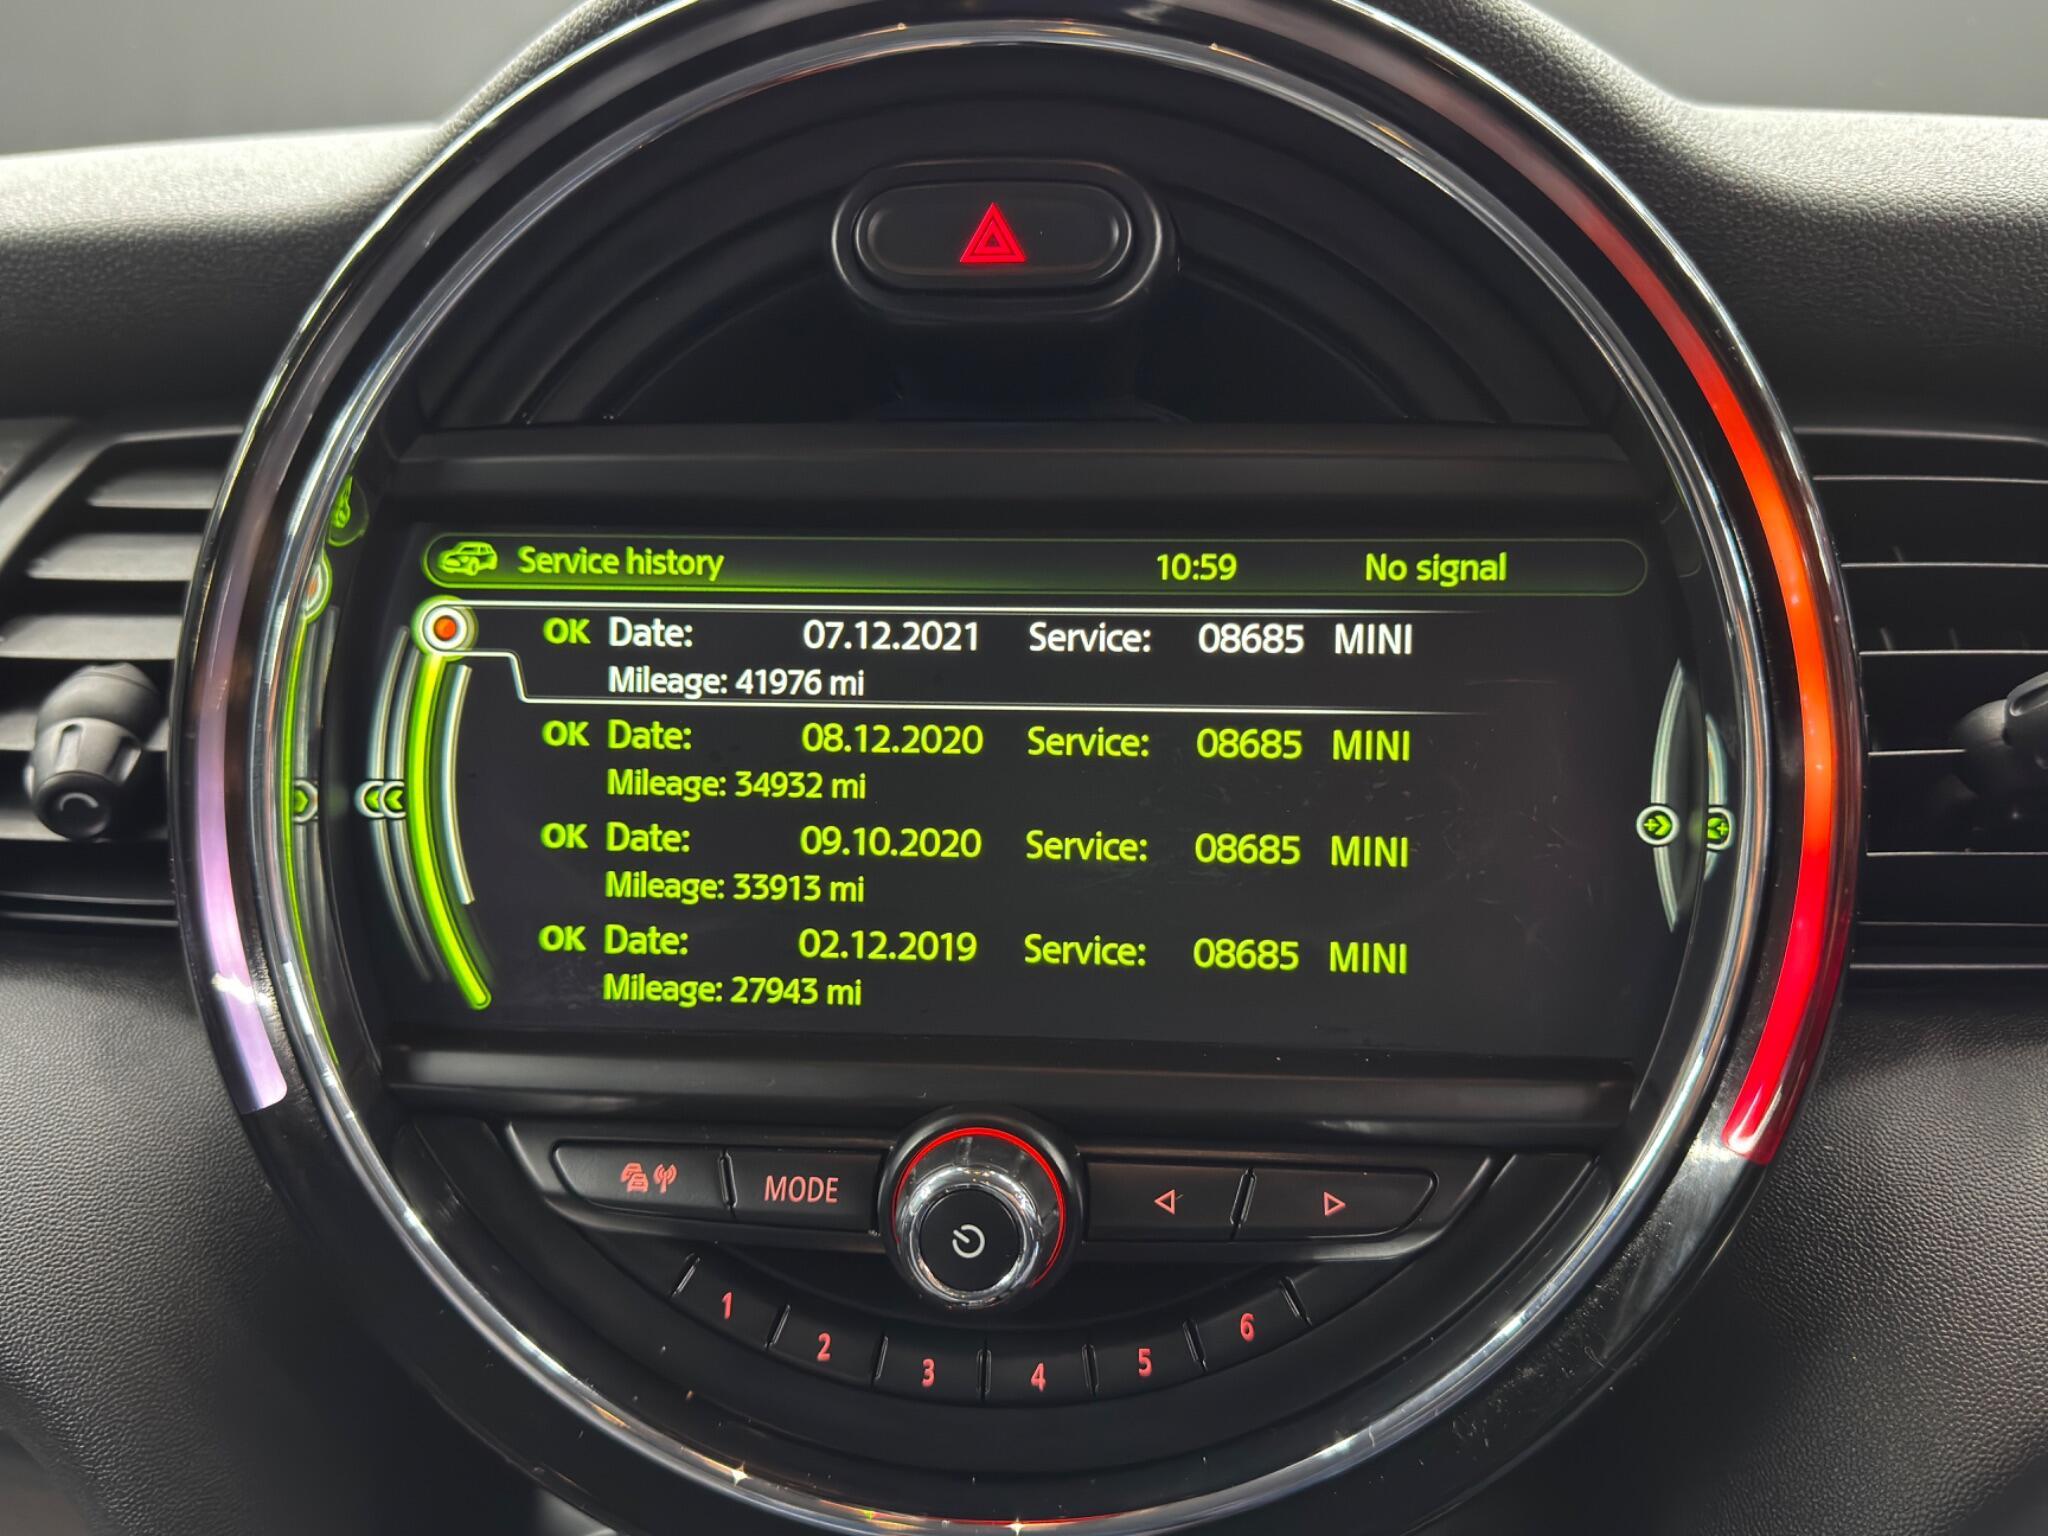 Service history 10:59 No signal
OK Date: 07.12.2021 Service: 08685 MINI
Mileage: 41976 mi
OK Date: 08.12.2020 Service: 08685 MINI
Mileage: 34932 mi
OK Date: 09.10.2020 Service: 08685 MINI
Mileage: 33913 mi
OK Date: 02.12.2019 Service: 08685 MINI
Mileage: 27943 mi
MODE
1 2 3 4 5 6